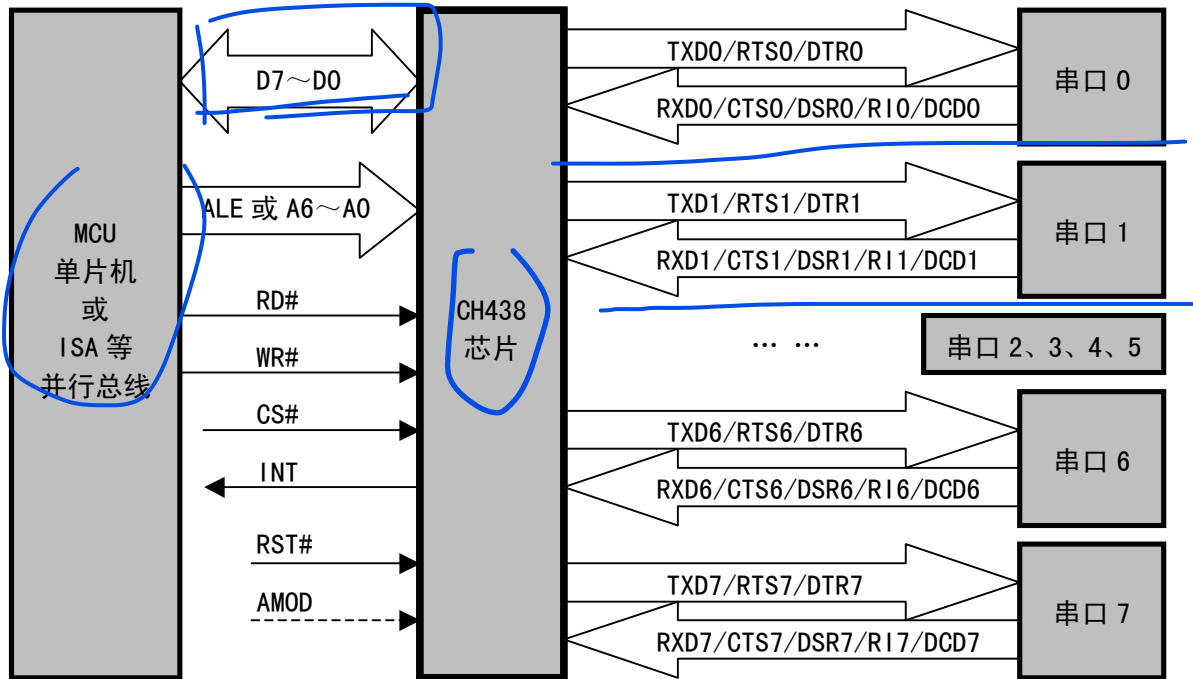 D7～D0
ALE 或 A6～A0
MCU
单片机
或
ISA 等
并行总线
RD#
WR#
CS#
INT
RST#
AMOD
CH438
芯片
TXD0/RTS0/DTR0
RXD0/CTS0/DSR0/RI0/DCD0
串口 0
TXD1/RTS1/DTR1
RXD1/CTS1/DSR1/RI1/DCD1
串口 1
… …
串口 2、3、4、5
TXD6/RTS6/DTR6
RXD6/CTS6/DSR6/RI6/DCD6
串口 6
TXD7/RTS7/DTR7
RXD7/CTS7/DSR7/RI7/DCD7
串口 7